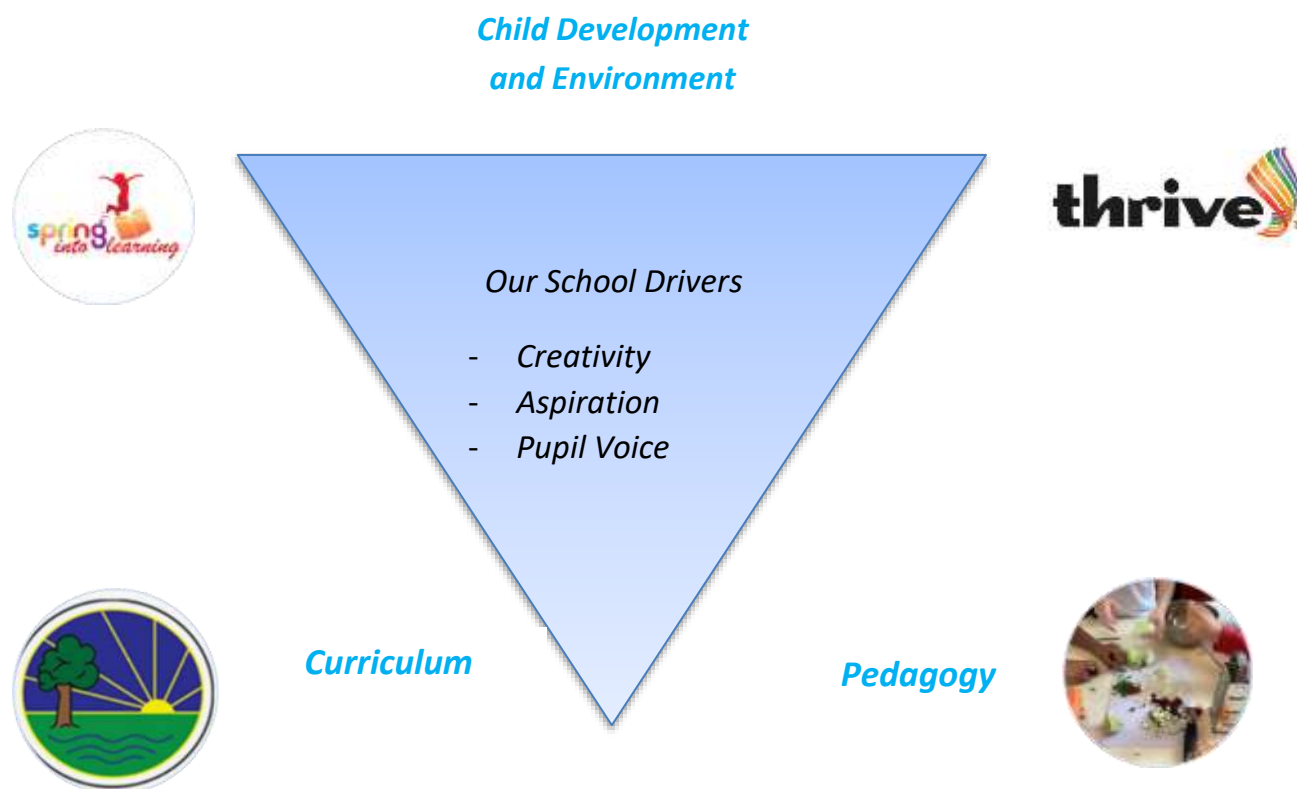 Child Development
and Environment
spring
into learning
thrive
Our School Drivers
- Creativity
- Aspiration
- Pupil Voice
Curriculum
Pedagogy